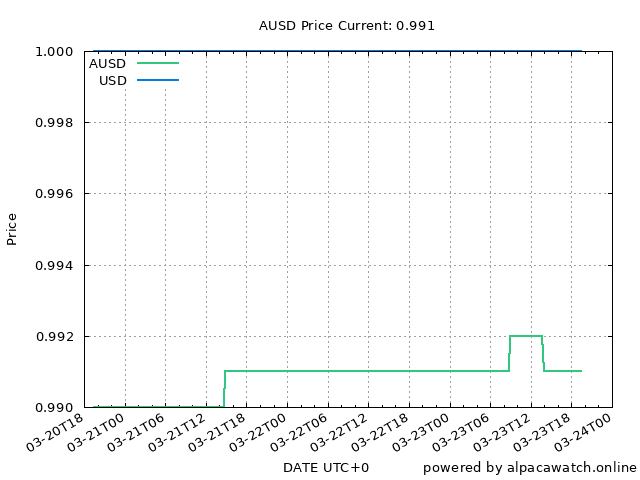 AUSD Price Current: 0.991
1.000
0.998
0.996
0.994
0.992
0.990
Price
AUSD
USD
03-20T18
03-21T00
03-21T06
03-21T12
03-21T18
03-22T00
03-22T06
03-22T12
03-22T18
03-23T00
03-23T06
03-23T12
03-23T18
03-24T00
DATE UTC+0
powered by alpacawatch.online